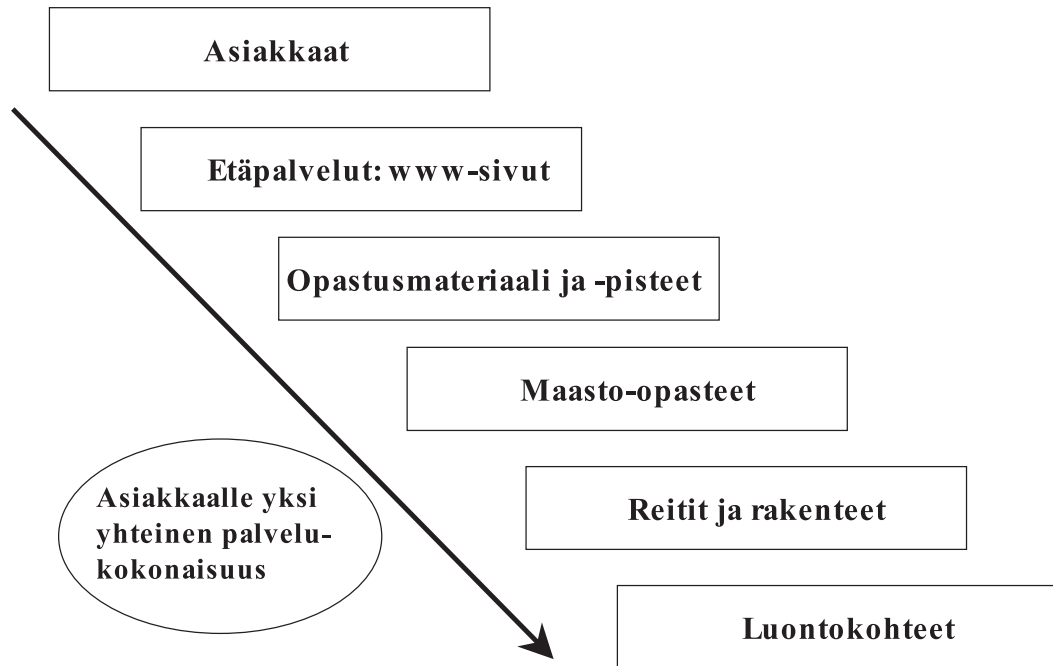 Asiakkaat
Etäpalvelut: www-sivut
Opastusmateriaali ja -pisteet
Maasto-opasteet
Reitit ja rakenteet
Luontokohteet
Asiakkaalle yksi
yhteinen palvelu-
kokonaisuus